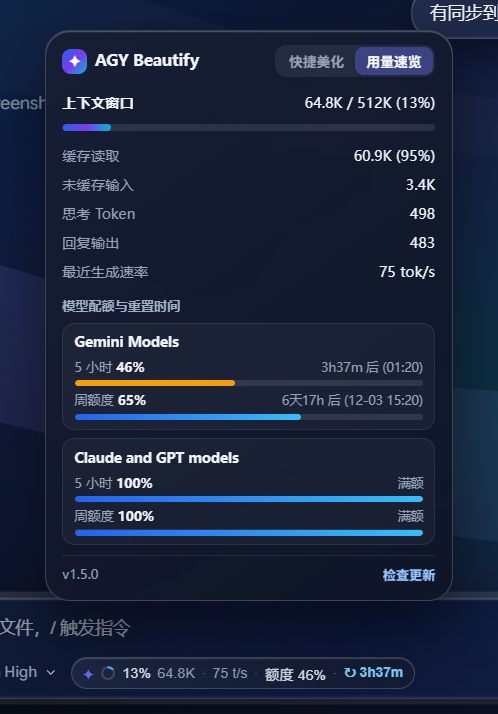 有同步到
AGY Beautify 快捷美化 用量速览
eensh
上下文窗口 64.8K / 512K (13%)
缓存读取 60.9K (95%)
未缓存输入 3.4K
思考 Token 498
回复输出 483
最近生成速率 75 tok/s
模型配额与重置时间
Gemini Models
5 小时 46% 3h37m 后 (01:20)
周额度 65% 6天17h 后 (12-03 15:20)
Claude and GPT models
5 小时 100% 满额
周额度 100% 满额
v1.5.0 检查更新
文件, / 触发指令
High 13% 64.8K · 75 t/s · 额度 46% · ↻ 3h37m